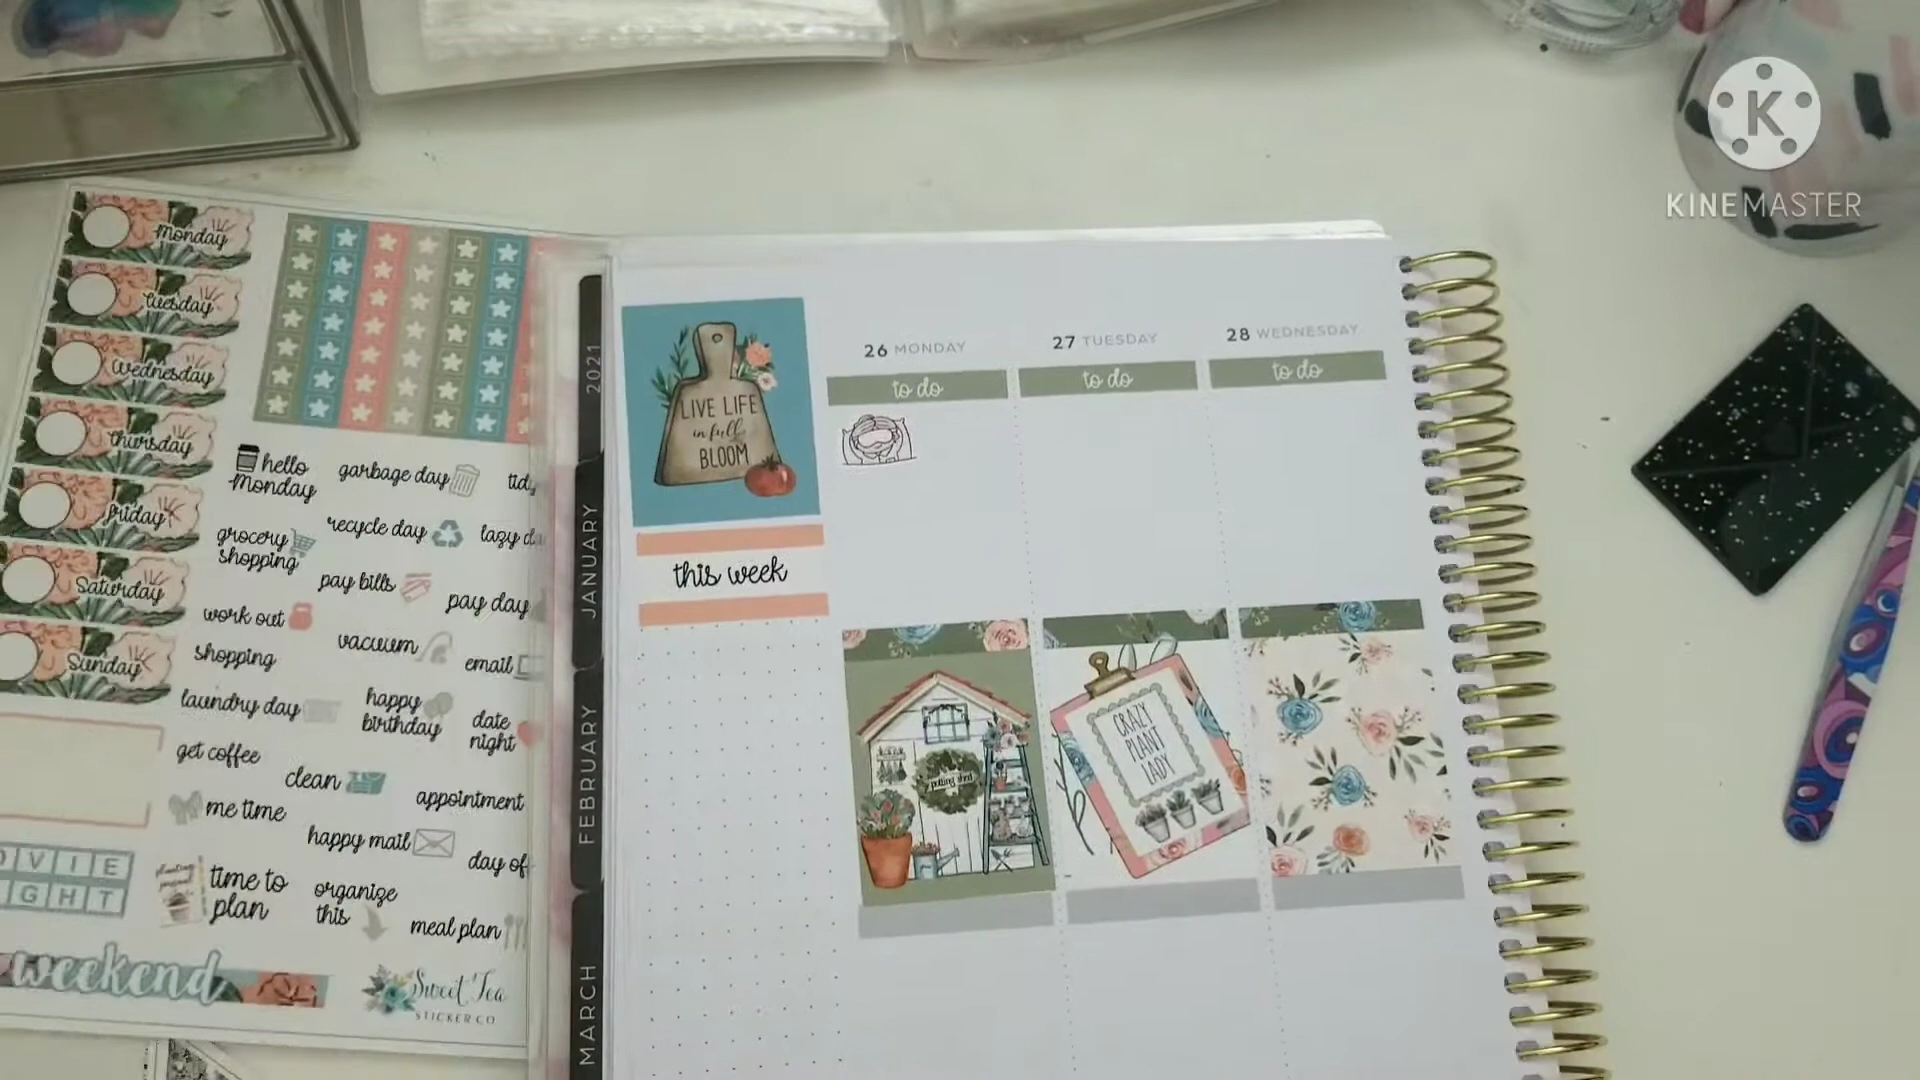 K
KINEMASTER
Monday
Tuesday
Wednesday
Thursday
Friday
Saturday
Sunday
hello
Monday
garbage day
grocery
shopping
recycle day
pay bills
pay day
work out
vacuum
shopping
email
laundry day
happy
birthday
date
night
get coffee
clean
me time
appointment
happy mail
time to
plan
organize
this
meal plan
OVIE
GHT
weekend
Sweet Tea
STICKER CO
2021
JANUARY
FEBRUARY
MARCH
LIVE LIFE
in full
BLOOM
this week
26 MONDAY
27 TUESDAY
28 WEDNESDAY
to do
to do
to do
potting shed
CRAZY
PLANT
LADY